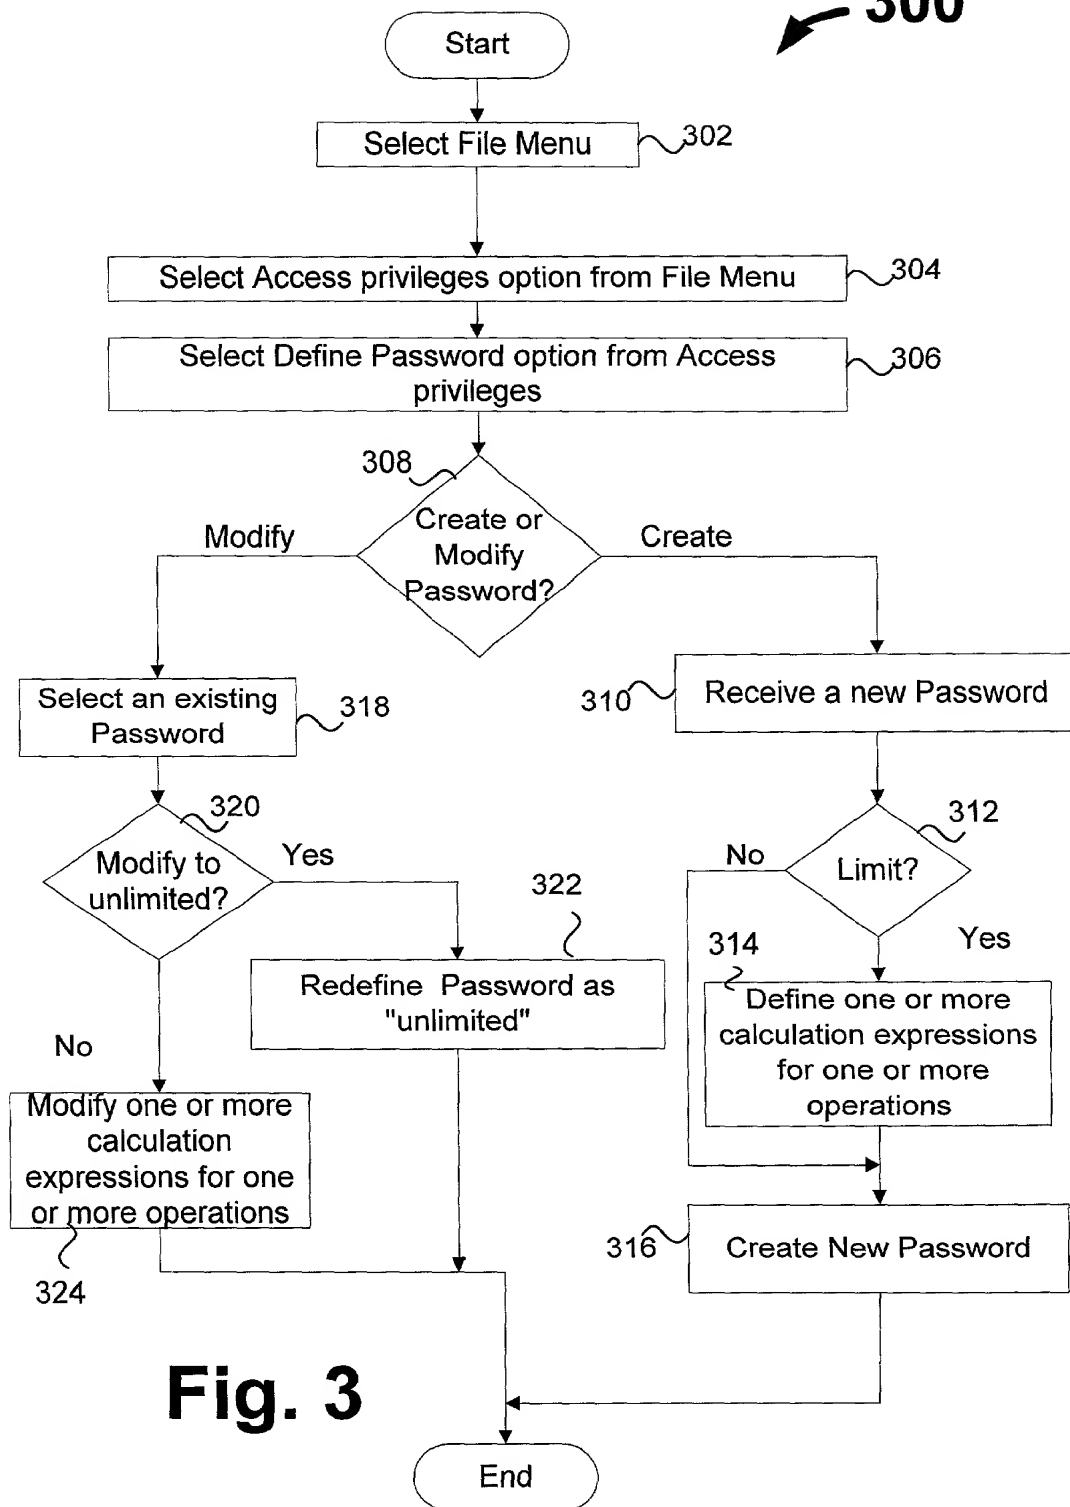 300
Start
Select File Menu
302
Select Access privileges option from File Menu
304
Select Define Password option from Access
privileges
306
308
Create or
Modify
Password?
Modify
Create
Select an existing
Password
318
310
Receive a new Password
320
Modify to
unlimited?
Yes
312
Limit?
No
Yes
322
Redefine Password as
"unlimited"
314
Define one or more
calculation expressions
for one or more
operations
No
Modify one or more
calculation
expressions for one
or more operations
324
316
Create New Password
Fig. 3
End